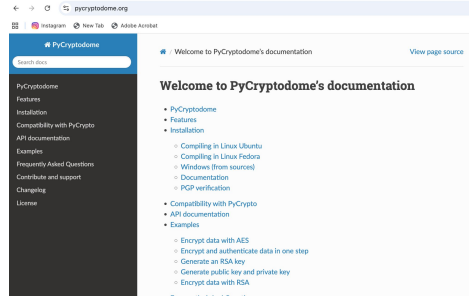 pycryptodome.org
Instagram New Tab Adobe Acrobat
PyCryptodome
Search docs
PyCryptodome
Features
Installation
Compatibility with PyCrypto
API documentation
Examples
Frequently Asked Questions
Contribute and support
Changelog
License
/ Welcome to PyCryptodome's documentation
View page source
Welcome to PyCryptodome's documentation
• PyCryptodome
• Features
• Installation
◦ Compiling in Linux Ubuntu
◦ Compiling in Linux Fedora
◦ Windows (from sources)
◦ Documentation
◦ PGP verification
• Compatibility with PyCrypto
• API documentation
• Examples
◦ Encrypt data with AES
◦ Encrypt and authenticate data in one step
◦ Generate an RSA key
◦ Generate public key and private key
◦ Encrypt data with RSA